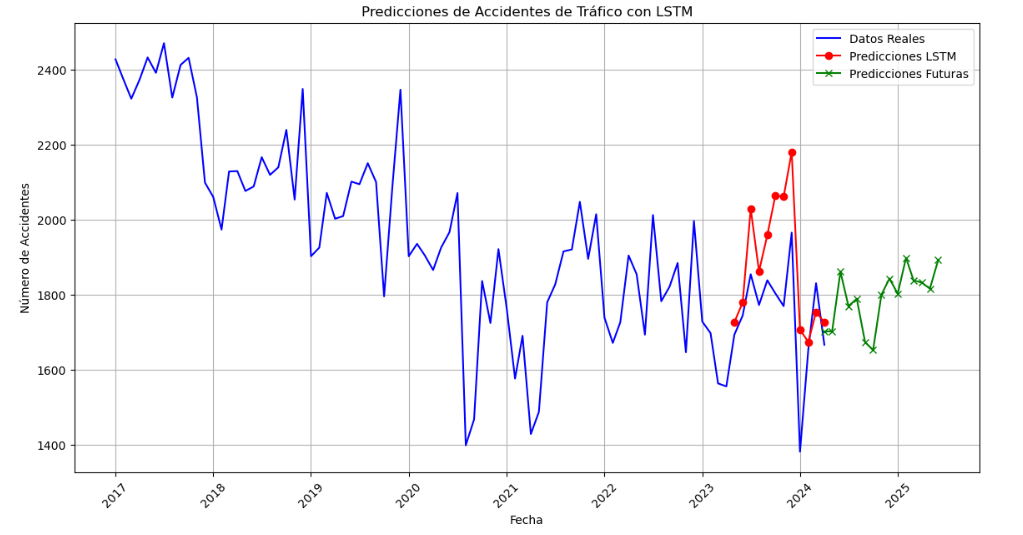 Predicciones de Accidentes de Tráfico con LSTM
Datos Reales
Predicciones LSTM
Predicciones Futuras
Número de Accidentes
2400
2200
2000
1800
1600
1400
2017
2018
2019
2020
2021
2022
2023
2024
2025
Fecha